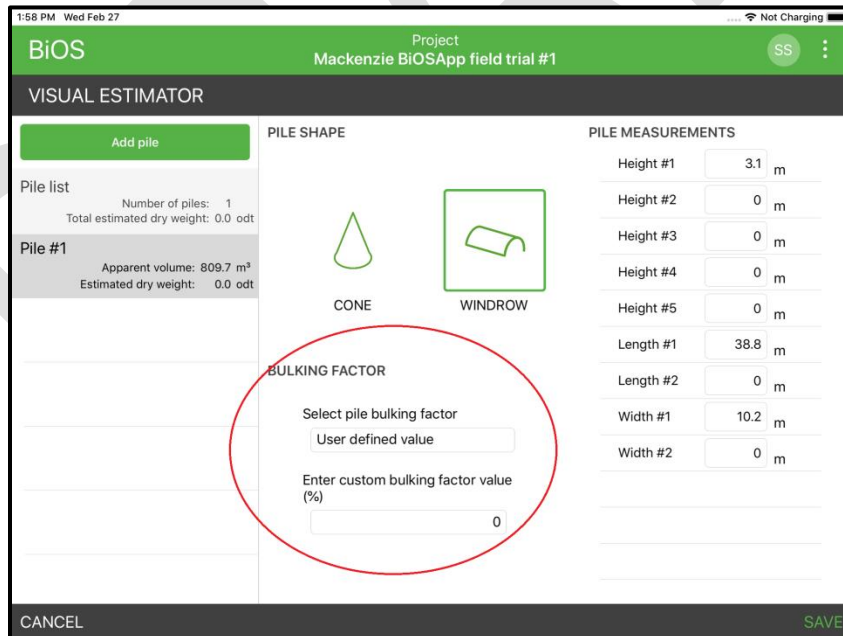 1:58 PM Wed Feb 27
Not Charging
BiOS
Project
Mackenzie BiOSApp field trial #1
SS
VISUAL ESTIMATOR
Add pile
Pile list
Number of piles: 1
Total estimated dry weight: 0.0 odt
Pile #1
Apparent volume: 809.7 m³
Estimated dry weight: 0.0 odt
PILE SHAPE
CONE
WINDROW
BULKING FACTOR
Select pile bulking factor
User defined value
Enter custom bulking factor value
(%)
0
PILE MEASUREMENTS
Height #1 3.1 m
Height #2 0 m
Height #3 0 m
Height #4 0 m
Height #5 0 m
Length #1 38.8 m
Length #2 0 m
Width #1 10.2 m
Width #2 0 m
CANCEL
SAVE